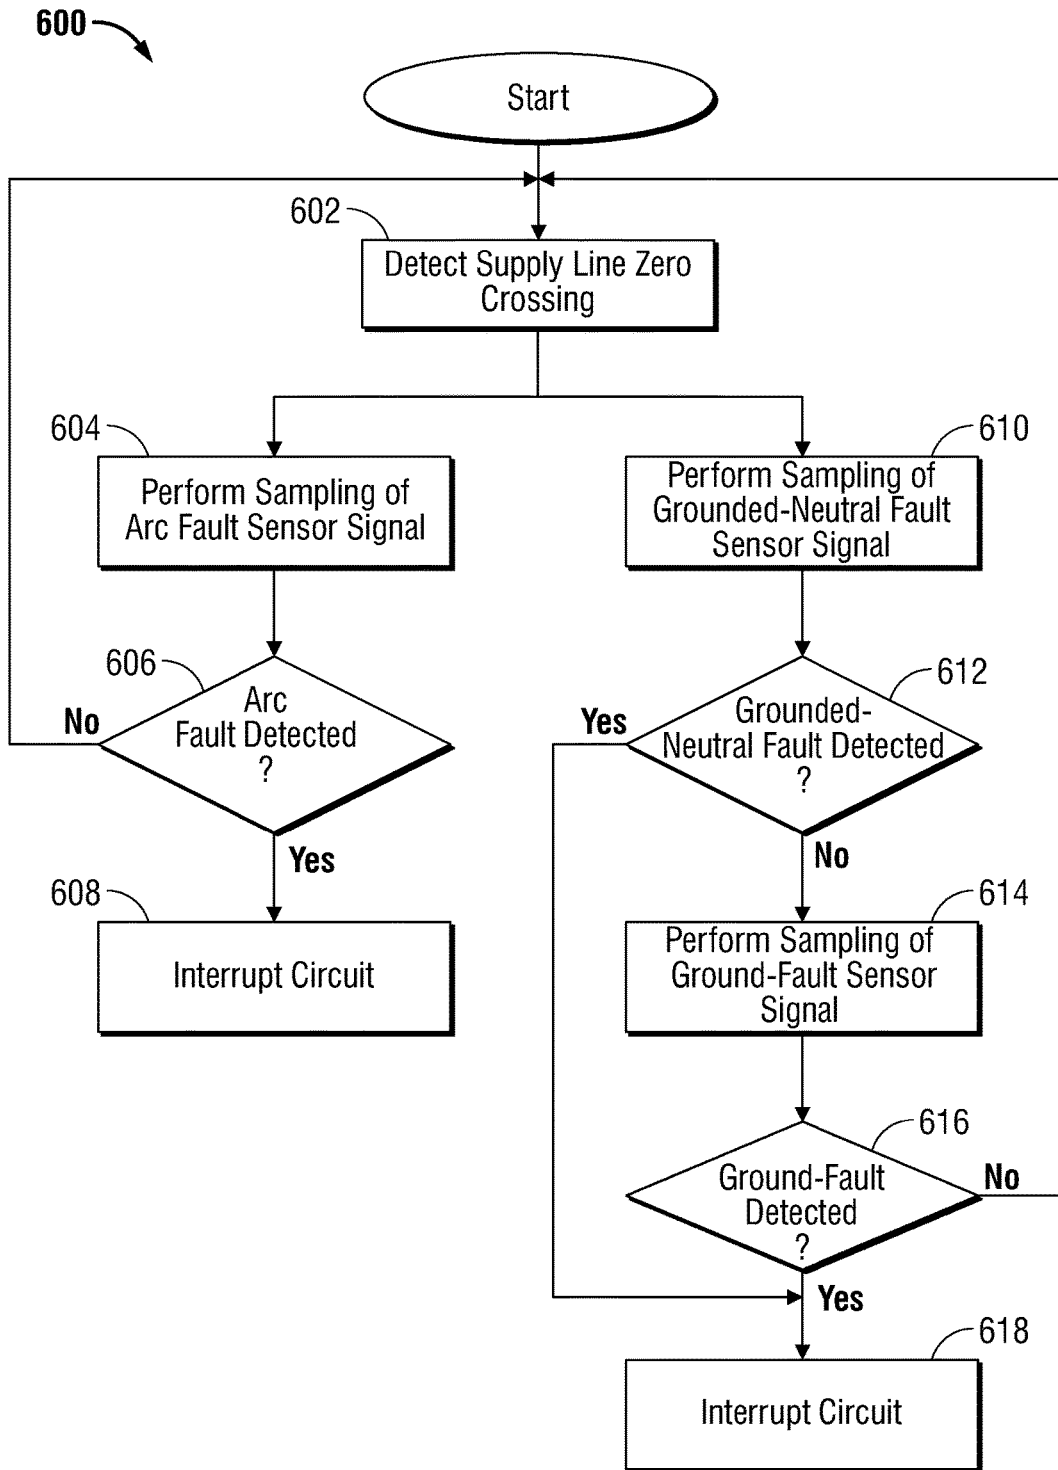 600
Start
602
Detect Supply Line Zero
Crossing
604
Perform Sampling of
Arc Fault Sensor Signal
610
Perform Sampling of
Grounded-Neutral Fault
Sensor Signal
606
Arc
Fault Detected
?
No
Yes
612
Grounded-
Neutral Fault Detected
?
Yes
No
608
Interrupt Circuit
614
Perform Sampling of
Ground-Fault Sensor
Signal
616
Ground-Fault
Detected
?
No
Yes
618
Interrupt Circuit